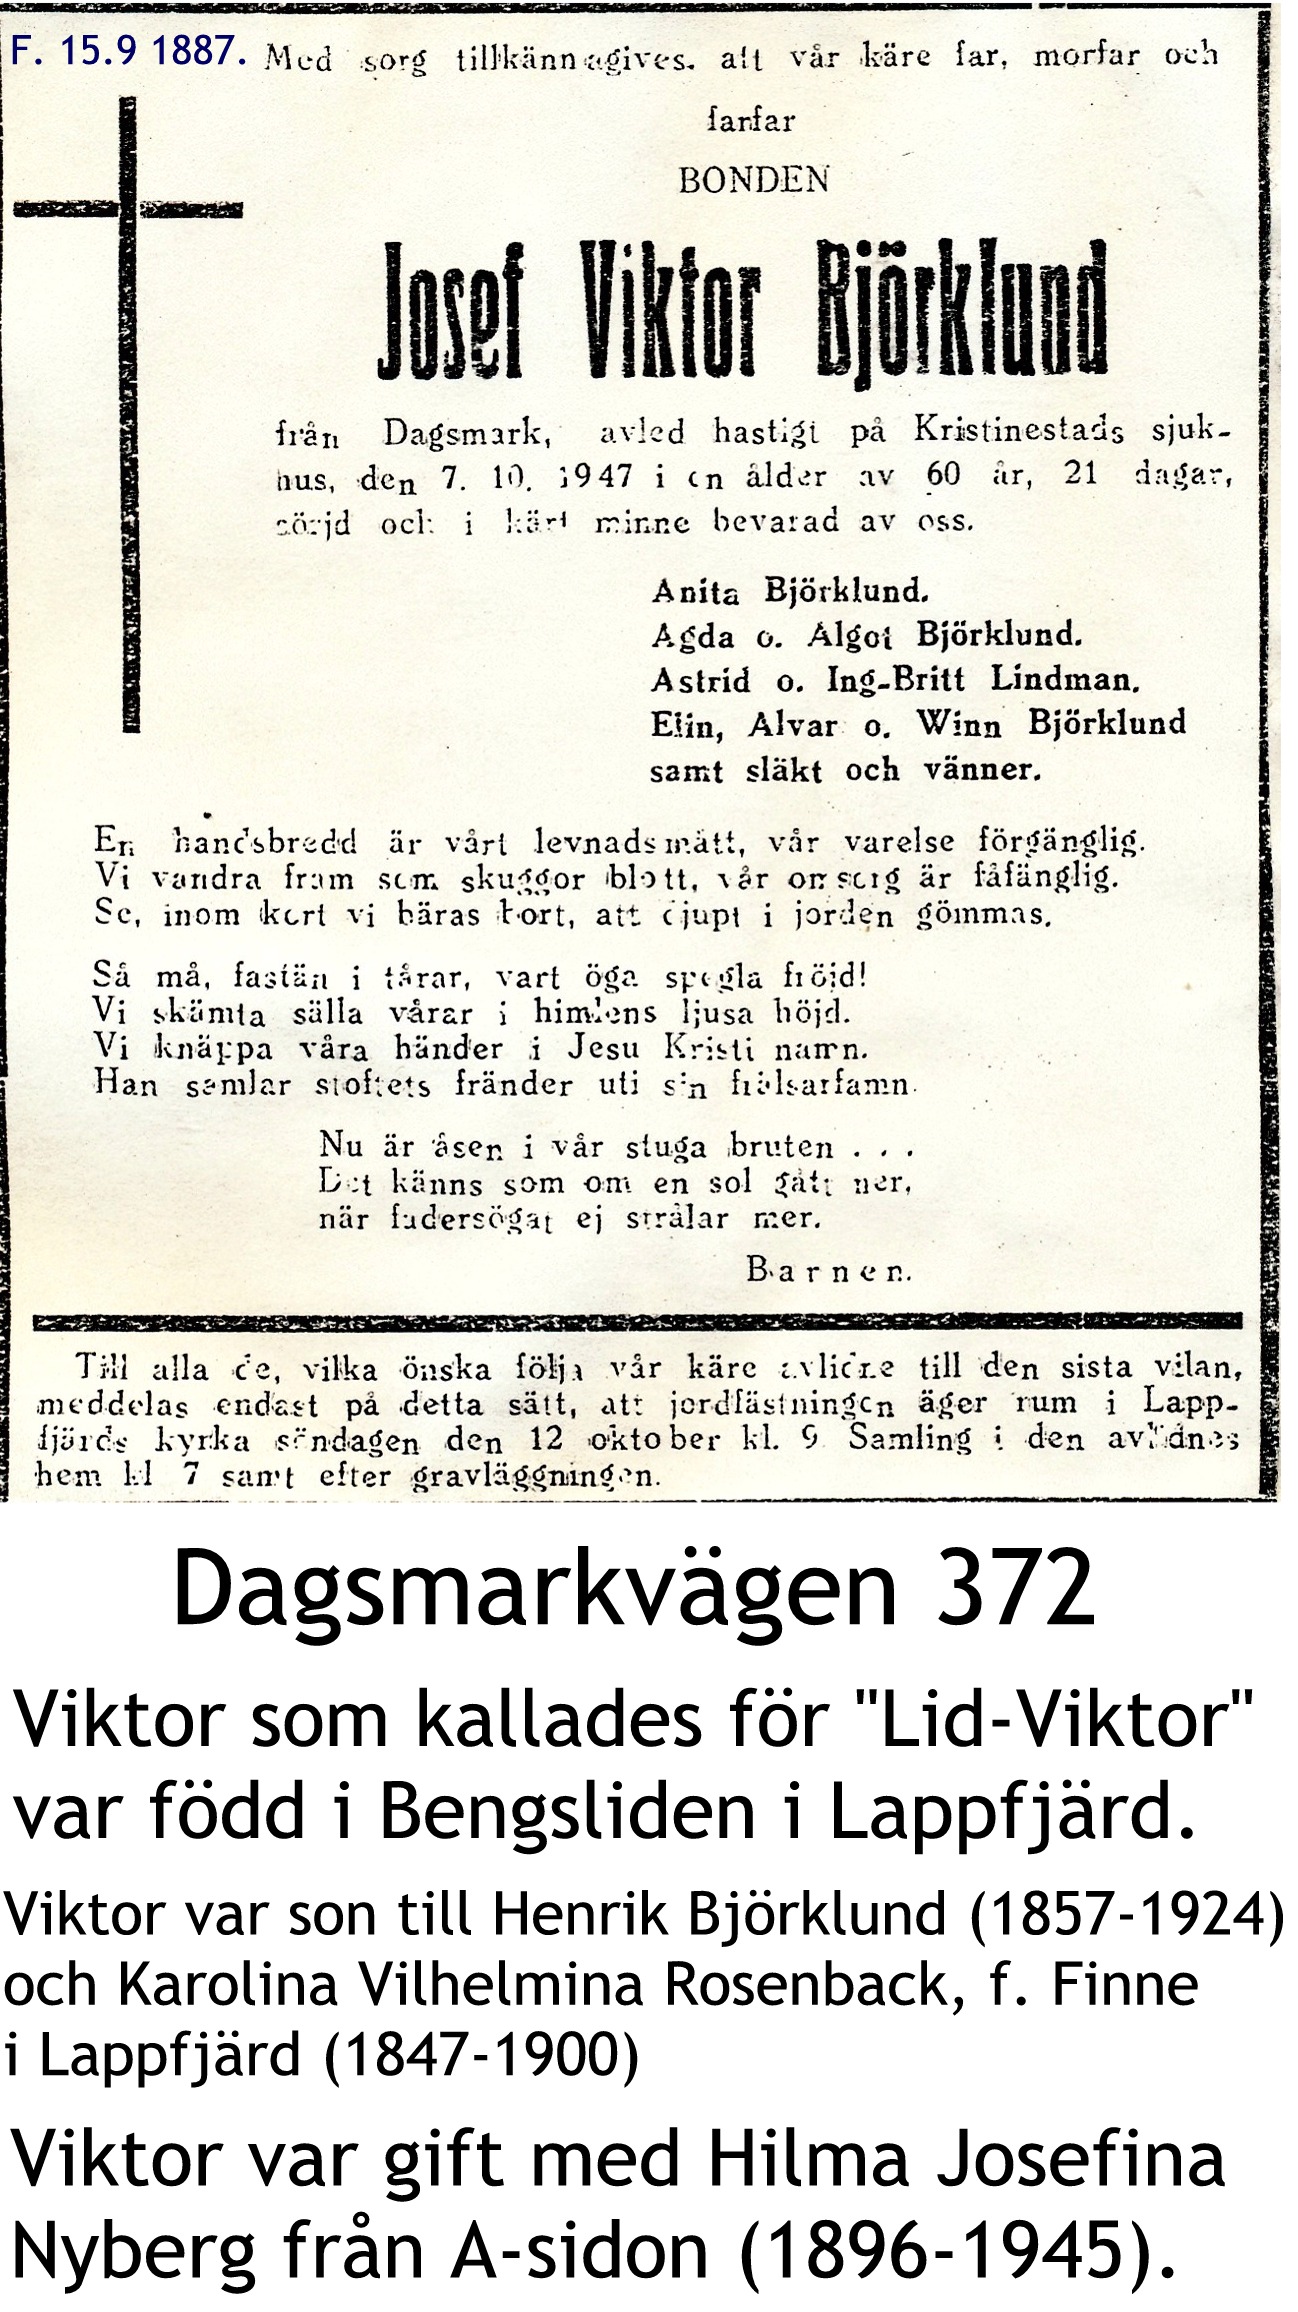 F. 15.9 1887. Med sorg tillkännagives. att vår käre far, morfar och
farfar
BONDEN
Josef Viktor Björklund
från Dagsmark, avled hastigt på Kristinestads sjuk-
hus, den 7. 10. 1947 i en ålder av 60 år, 21 dagar,
sörjd och i kärt minne bevarad av oss.
Anita Björklund.
Agda o. Algot Björklund.
Astrid o. Ing-Britt Lindman.
Elin, Alvar o. Winn Björklund
samt släkt och vänner.
En handsbredd är vårt levnadsmått, vår varelse förgänglig.
Vi vandra fram som skuggor blott, vår omsorg är fåfänglig.
Se, inom kort vi bäras bort, att djupt i jorden gömmas.
Så må, fastän i tårar, vart öga spegla fröjd!
Vi skämta sälla vårar i himlens ljusa höjd.
Vi knäppa våra händer i Jesu Kristi namn.
Han samlar stoftets fränder uti sin frälsarfamn.
Nu är åsen i vår stuga bruten . . .
Det känns som om en sol gått ner,
när fadersögat ej strålar mer.
Barnen.
Till alla de, vilka önska följa vår käre avlidne till den sista vilan,
meddelas endast på detta sätt, att jordfästningen äger rum i Lapp-
fjärds kyrka söndagen den 12 oktober kl. 9 Samling i den avlidnes
hem kl 7 samt efter gravläggningen.
Dagsmarkvägen 372
Viktor som kallades för "Lid-Viktor"
var född i Bengsliden i Lappfjärd.
Viktor var son till Henrik Björklund (1857-1924)
och Karolina Vilhelmina Rosenback, f. Finne
i Lappfjärd (1847-1900)
Viktor var gift med Hilma Josefina
Nyberg från A-sidon (1896-1945).